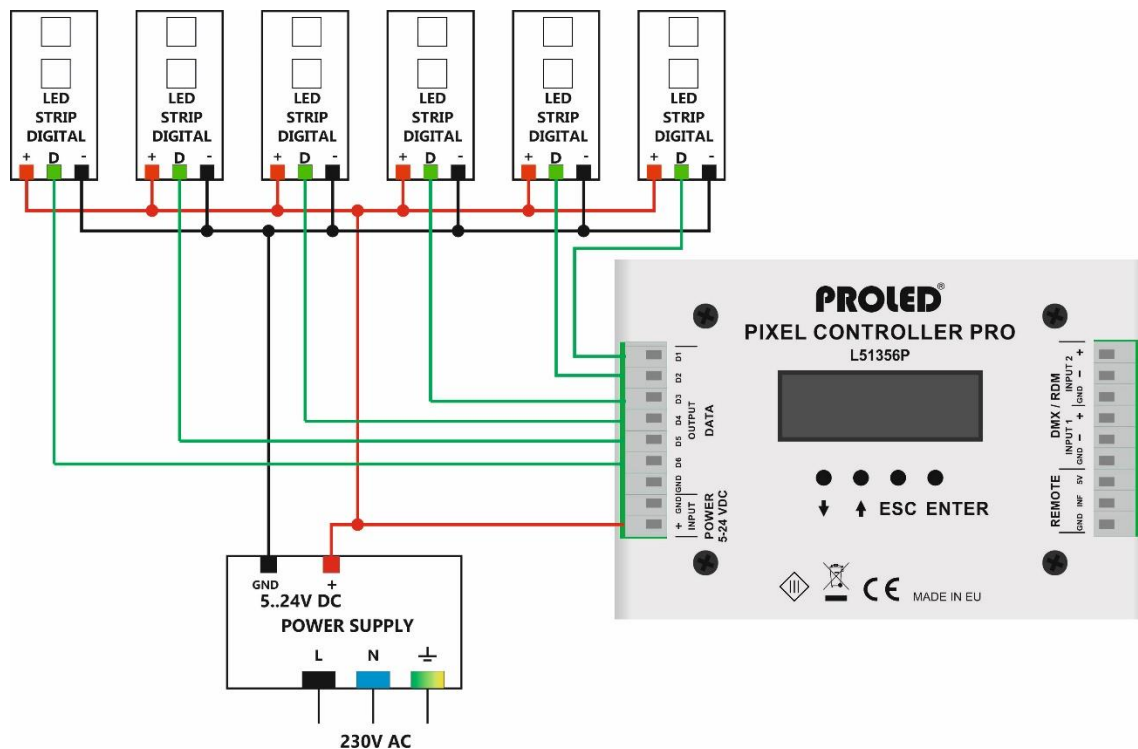 LED
STRIP
DIGITAL
+ D -
LED
STRIP
DIGITAL
+ D -
LED
STRIP
DIGITAL
+ D -
LED
STRIP
DIGITAL
+ D -
LED
STRIP
DIGITAL
+ D -
LED
STRIP
DIGITAL
+ D -
PROLED®
PIXEL CONTROLLER PRO
L51356P
D1
D2
D3
D4
D5
D6
GND
GND
+
OUTPUT
INPUT
DATA
POWER
5-24 VDC
ESC ENTER
DMX / RDM
REMOTE
INPUT 2
INPUT 1
+
-
GND
+
-
GND
5V
INF
GND
III
CE
MADE IN EU
GND +
5..24V DC
POWER SUPPLY
L N
230V AC